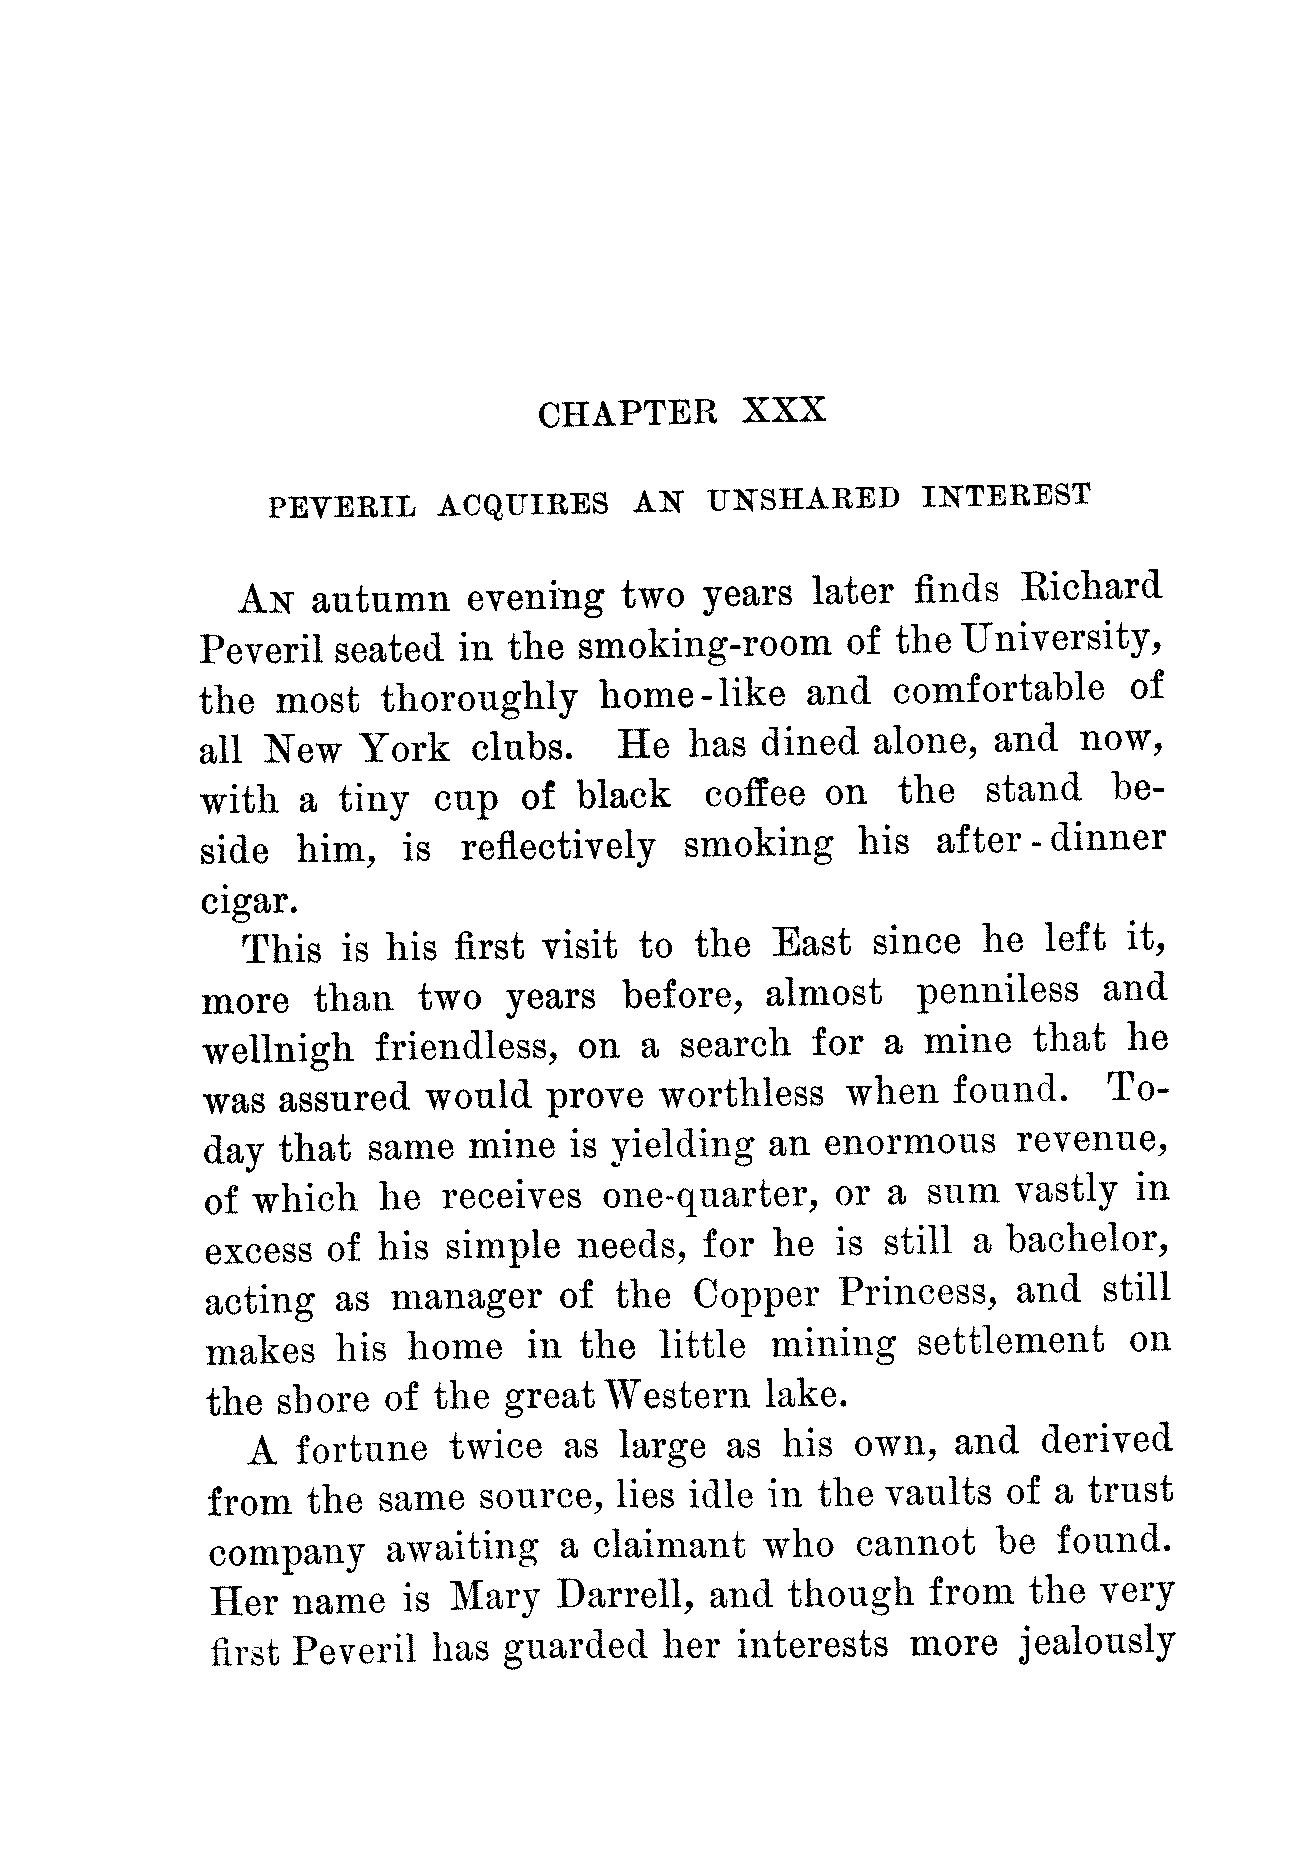 CHAPTER XXX
PEVERIL ACQUIRES AN UNSHARED INTEREST
AN autumn evening two years later finds Richard
Peveril seated in the smoking-room of the University,
the most thoroughly home-like and comfortable of
all New York clubs. He has dined alone, and now,
with a tiny cup of black coffee on the stand be-
side him, is reflectively smoking his after-dinner
cigar.
This is his first visit to the East since he left it,
more than two years before, almost penniless and
wellnigh friendless, on a search for a mine that he
was assured would prove worthless when found. To-
day that same mine is yielding an enormous revenue,
of which he receives one-quarter, or a sum vastly in
excess of his simple needs, for he is still a bachelor,
acting as manager of the Copper Princess, and still
makes his home in the little mining settlement on
the shore of the great Western lake.
A fortune twice as large as his own, and derived
from the same source, lies idle in the vaults of a trust
company awaiting a claimant who cannot be found.
Her name is Mary Darrell, and though from the very
first Peveril has guarded her interests more jealously